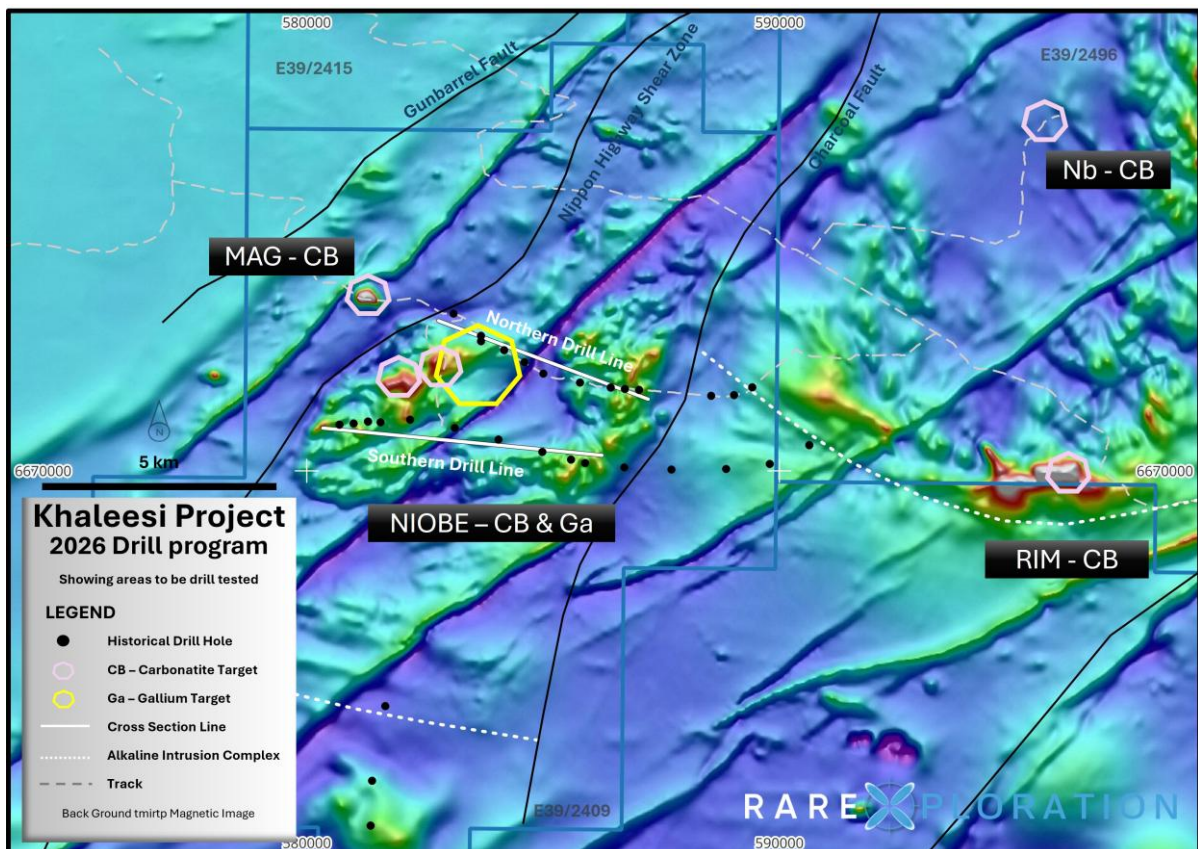 580000
590000
E39/2415
E39/2496
Gunbarrel Fault
Nippon Highway Shear Zone
Charcoal Fault
Nb - CB
MAG - CB
Northern Drill Line
N
5 km
6670000
6670000
Southern Drill Line
NIOBE – CB & Ga
RIM - CB
Khaleesi Project
2026 Drill program
Showing areas to be drill tested
LEGEND
Historical Drill Hole
CB – Carbonatite Target
Ga – Gallium Target
Cross Section Line
Alkaline Intrusion Complex
Track
Back Ground tmirtp Magnetic Image
E39/2409
RAREXPLORATION
580000
590000